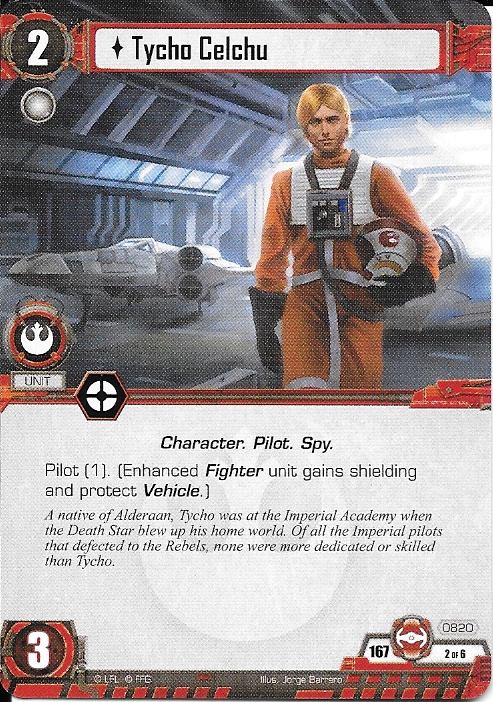 2
Tycho Celchu
UNIT
Character. Pilot. Spy.
Pilot (1). (Enhanced Fighter unit gains shielding
and protect Vehicle.)
A native of Alderaan, Tycho was at the Imperial Academy when
the Death Star blew up his home world. Of all the Imperial pilots
that defected to the Rebels, none were more dedicated or skilled
than Tycho.
3
0820
167
2 OF 6
© LFL © FFG
Illus. Jorge Barrero